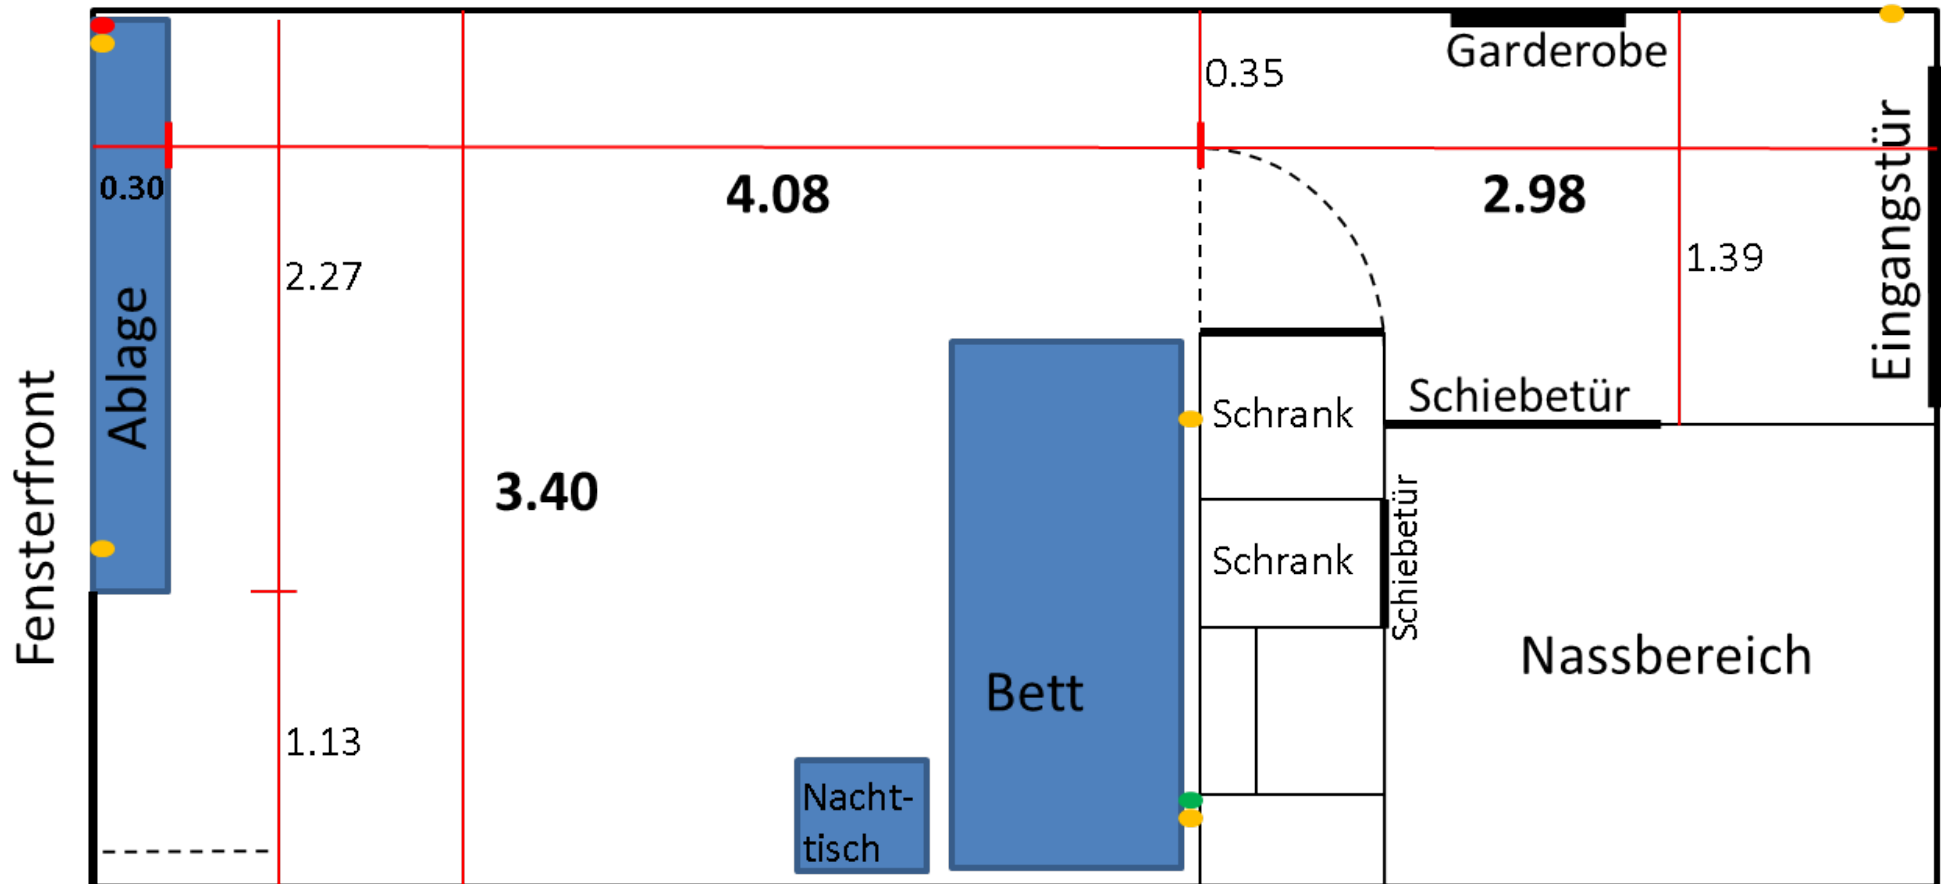 Garderobe
0.35
Eingangstür
0.30
4.08
2.98
2.27
1.39
Ablage
Fensterfront
Schiebetür
Schrank
3.40
Schiebetür
Schrank
Nassbereich
Bett
1.13
Nacht-
tisch